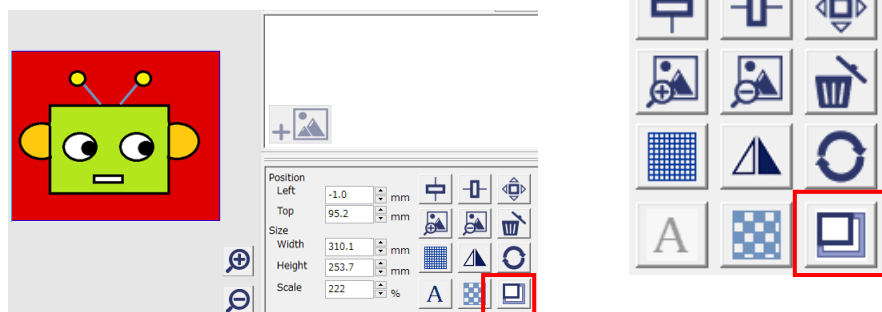 Position
Left -1.0 mm
Top 95.2 mm
Size
Width 310.1 mm
Height 253.7 mm
Scale 222 %
A
A